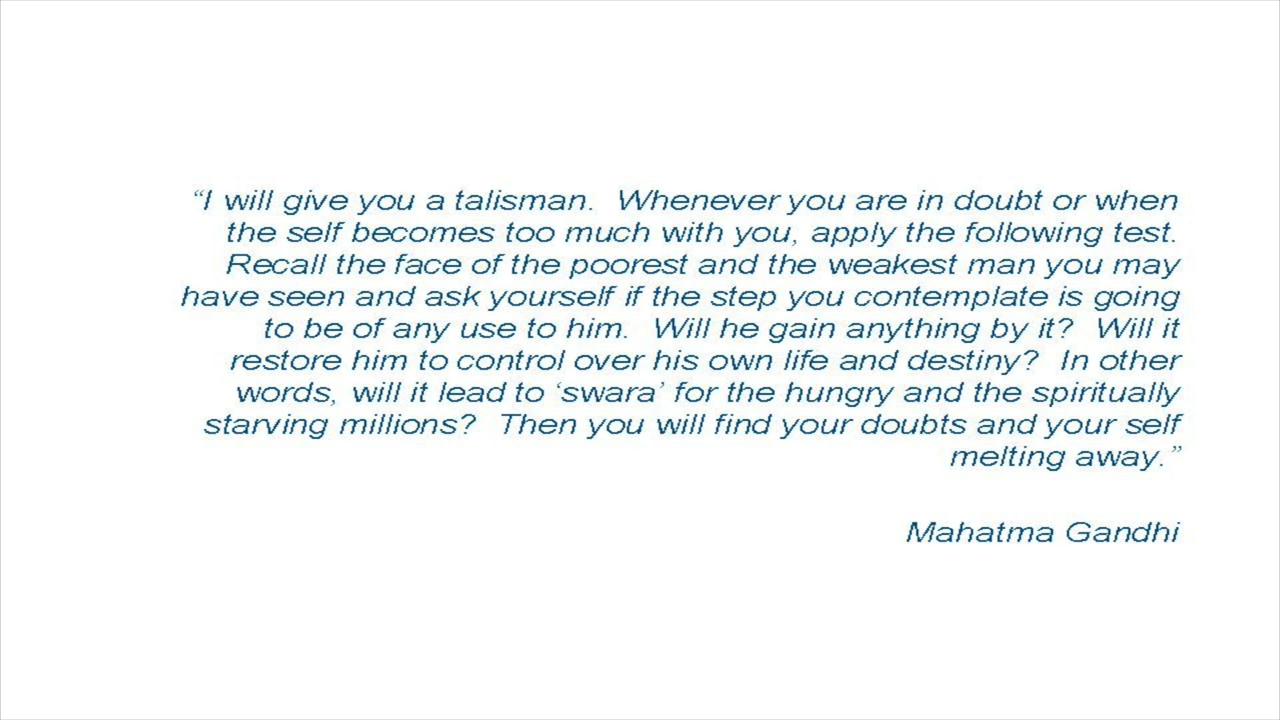 “I will give you a talisman.  Whenever you are in doubt or when
the self becomes too much with you, apply the following test.
Recall the face of the poorest and the weakest man you may
have seen and ask yourself if the step you contemplate is going
to be of any use to him.  Will he gain anything by it?  Will it
restore him to control over his own life and destiny?  In other
words, will it lead to ‘swara’ for the hungry and the spiritually
starving millions?  Then you will find your doubts and your self
melting away.”
Mahatma Gandhi